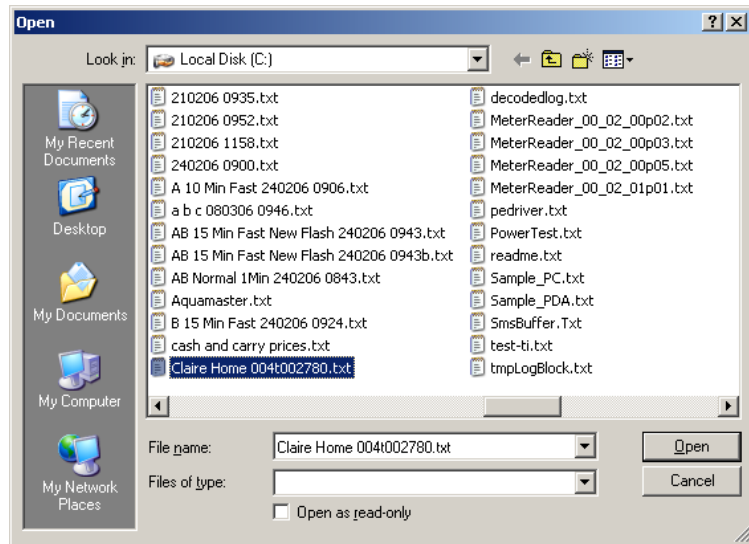 Open
Look in: Local Disk (C:)
My Recent
Documents
Desktop
My Documents
My Computer
My Network
Places
210206 0935.txt
210206 0952.txt
210206 1158.txt
240206 0900.txt
A 10 Min Fast 240206 0906.txt
a b c 080306 0946.txt
AB 15 Min Fast New Flash 240206 0943.txt
AB 15 Min Fast New Flash 240206 0943b.txt
AB Normal 1Min 240206 0843.txt
Aquamaster.txt
B 15 Min Fast 240206 0924.txt
cash and carry prices.txt
Claire Home 004t002780.txt
decodedlog.txt
MeterReader_00_02_00p02.txt
MeterReader_00_02_00p03.txt
MeterReader_00_02_00p05.txt
MeterReader_00_02_01p01.txt
pedriver.txt
PowerTest.txt
readme.txt
Sample_PC.txt
Sample_PDA.txt
SmsBuffer.Txt
test-ti.txt
tmpLogBlock.txt
File name: Claire Home 004t002780.txt Open
Files of type: Cancel
Open as read-only